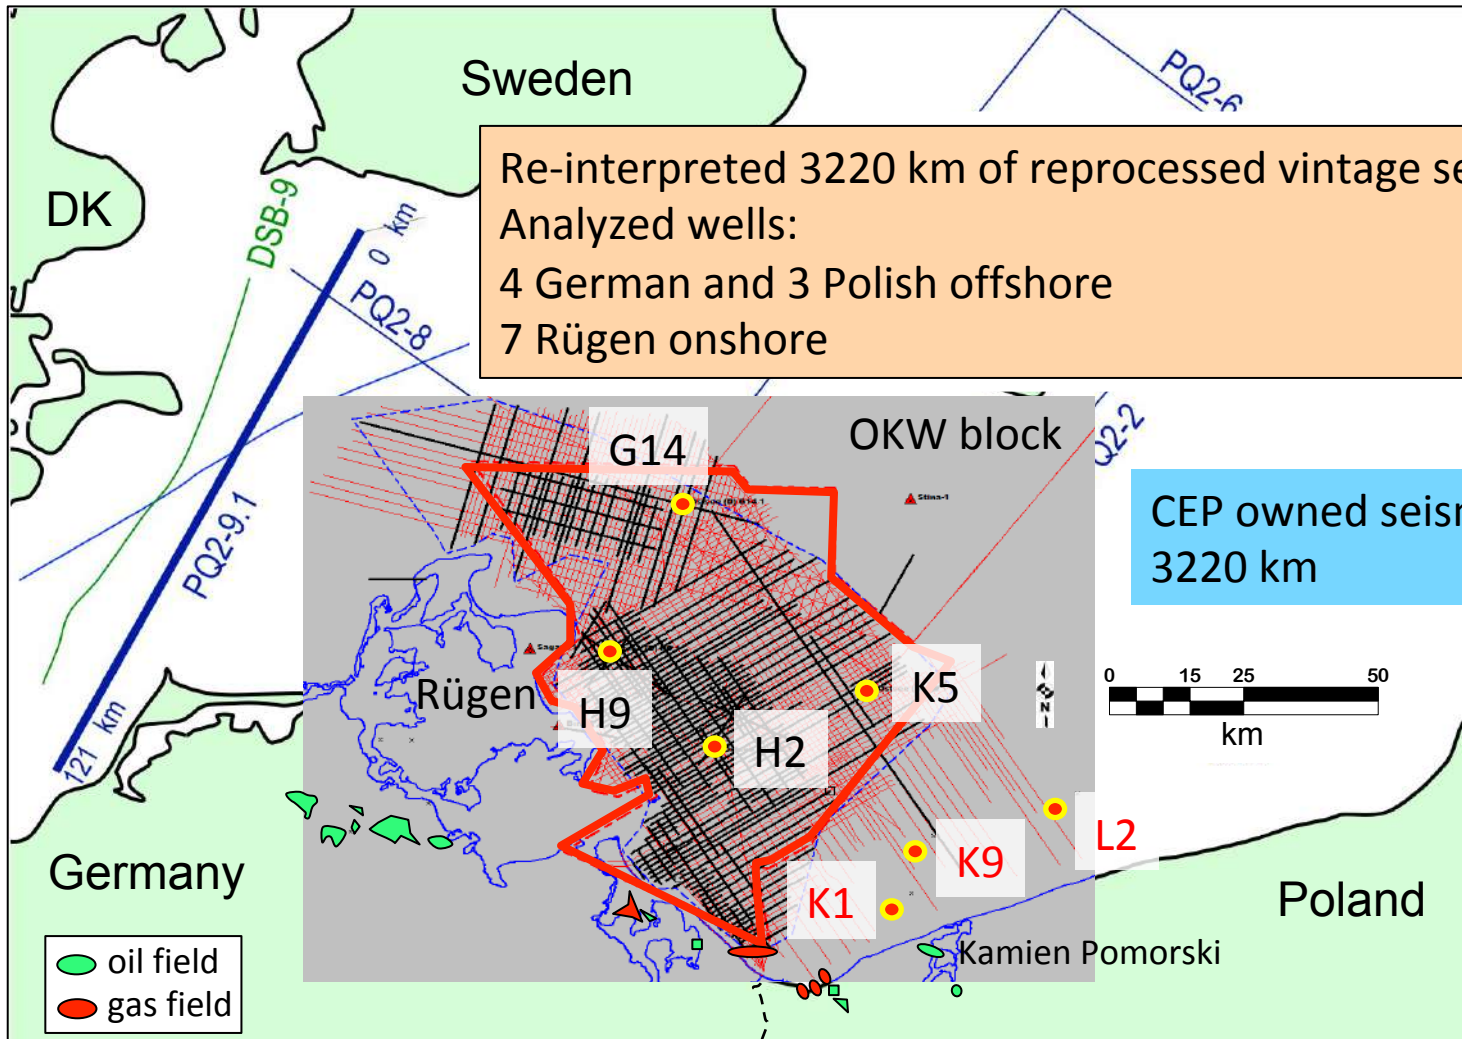 Sweden
PQ2-6
DK
DSB-9
0 km
PQ2-8
Re-interpreted 3220 km of reprocessed vintage se
Analyzed wells:
4 German and 3 Polish offshore
7 Rügen onshore
OKW block
G14
Q2-2
Stina-1
CEP owned seism
3220 km
PQ2-9.1
Rügen
H9
K5
H2
N
0 15 25 50
km
121 km
L2
K9
K1
Germany
Poland
Kamien Pomorski
oil field
gas field